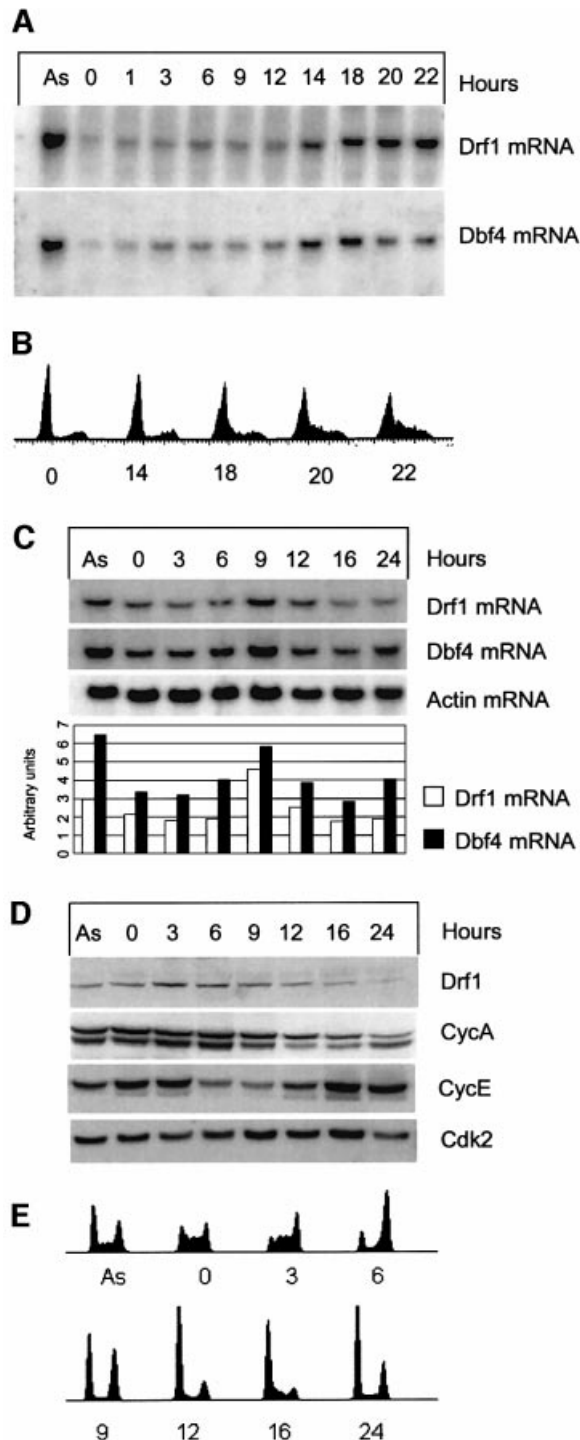 A
As 0 1 3 6 9 12 14 18 20 22 Hours
Drf1 mRNA
Dbf4 mRNA
B
0 14 18 20 22
C
As 0 3 6 9 12 16 24 Hours
Drf1 mRNA
Dbf4 mRNA
Actin mRNA
Arbitrary units
7
6
5
4
3
2
1
0
Drf1 mRNA
Dbf4 mRNA
D
As 0 3 6 9 12 16 24 Hours
Drf1
CycA
CycE
Cdk2
E
As 0 3 6
9 12 16 24